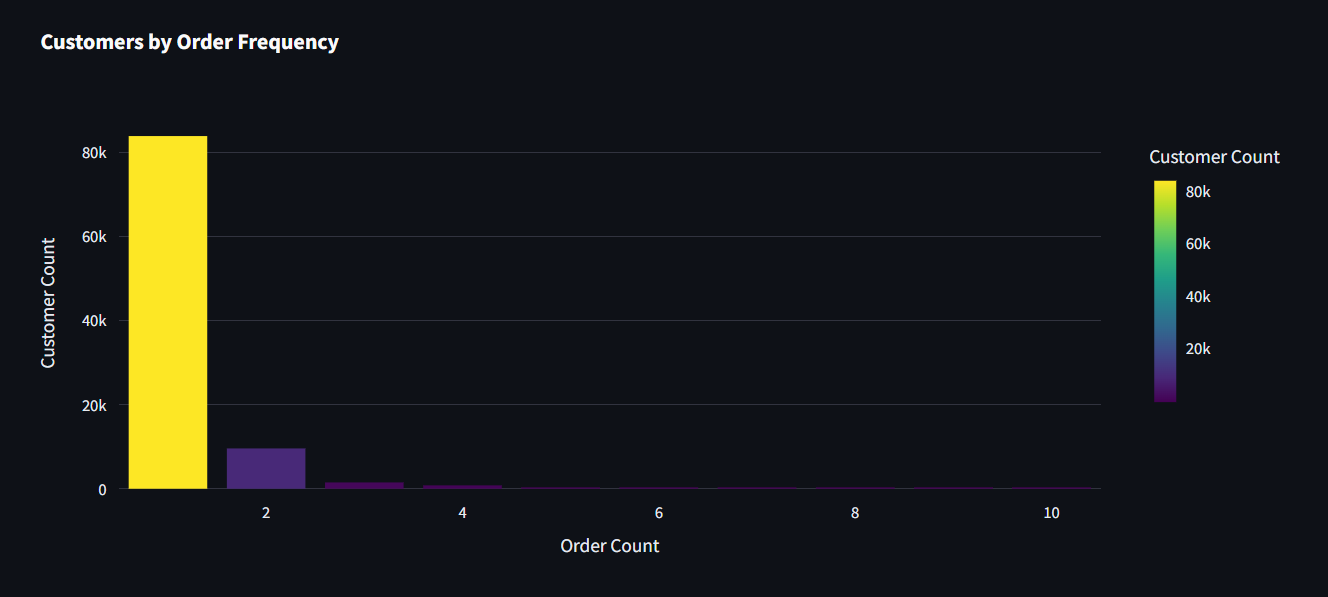 Customers by Order Frequency
Customer Count
80k
60k
40k
20k
0
2 4 6 8 10
Order Count
Customer Count
80k
60k
40k
20k